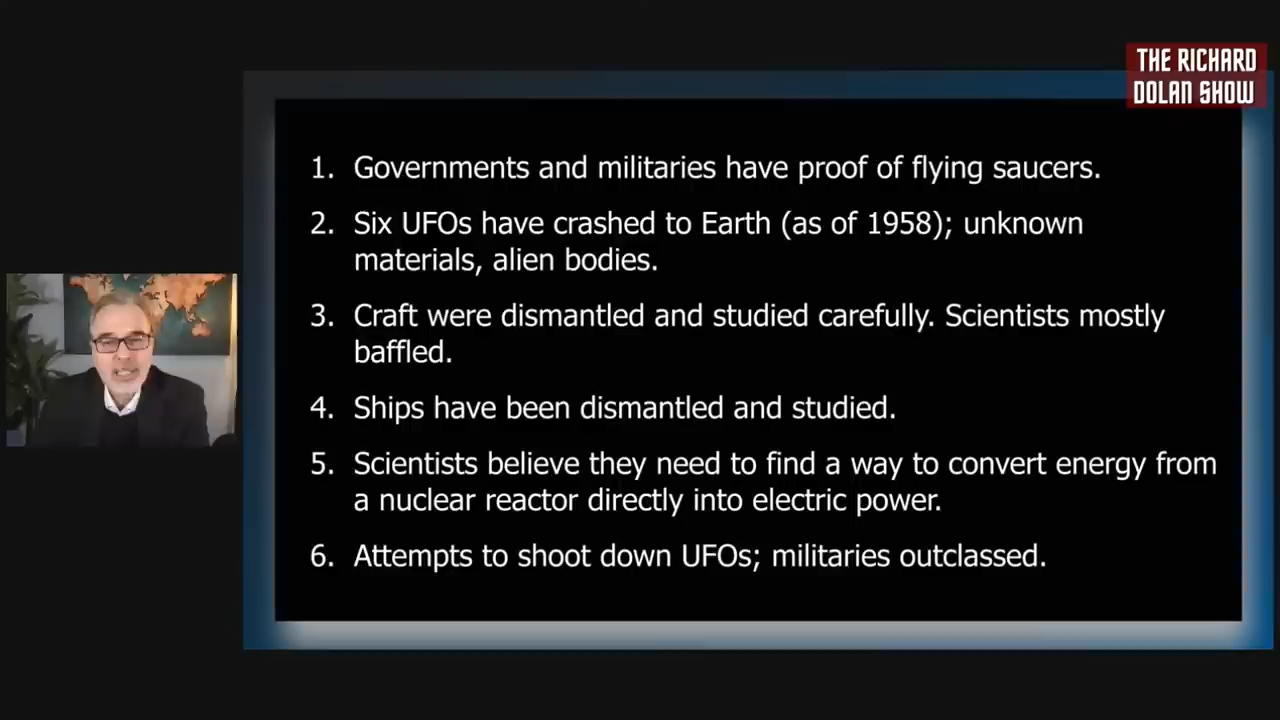 THE RICHARD
DOLAN SHOW
1. Governments and militaries have proof of flying saucers.
2. Six UFOs have crashed to Earth (as of 1958); unknown
materials, alien bodies.
3. Craft were dismantled and studied carefully. Scientists mostly
baffled.
4. Ships have been dismantled and studied.
5. Scientists believe they need to find a way to convert energy from
a nuclear reactor directly into electric power.
6. Attempts to shoot down UFOs; militaries outclassed.